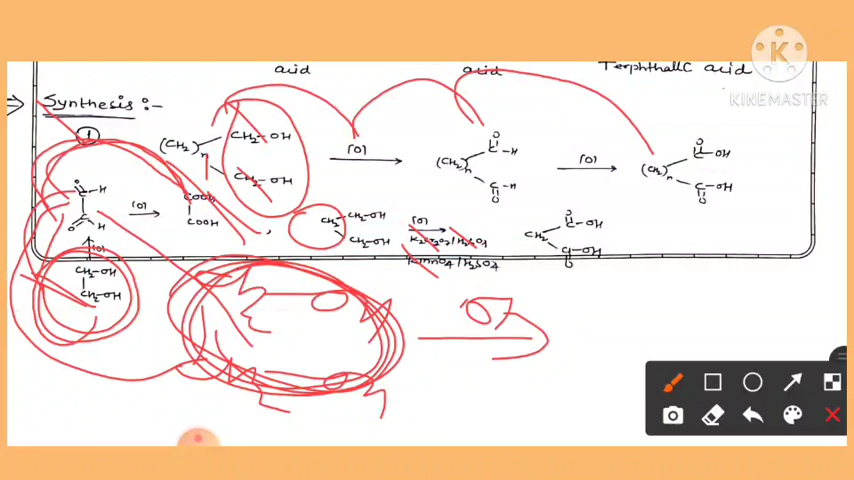 K
KINEMASTER
acid acid Terphthallc acid
⇒ Synthesis :-
①
(CH₂)n CH₂-OH CH₂-OH [O] (CH₂)n C-H O C-H O [O] (CH₂)n C-OH O C-OH O
O C-H C-H O [O] COOH COOH , CH₂ CH₂-OH CH₂-OH [O] K₂Cr₂O₇/H₂SO₄ CH₂ C-OH O C-OH O
KmnO₄/H₂SO₄
[O]
CH₂-OH
CH₂-OH